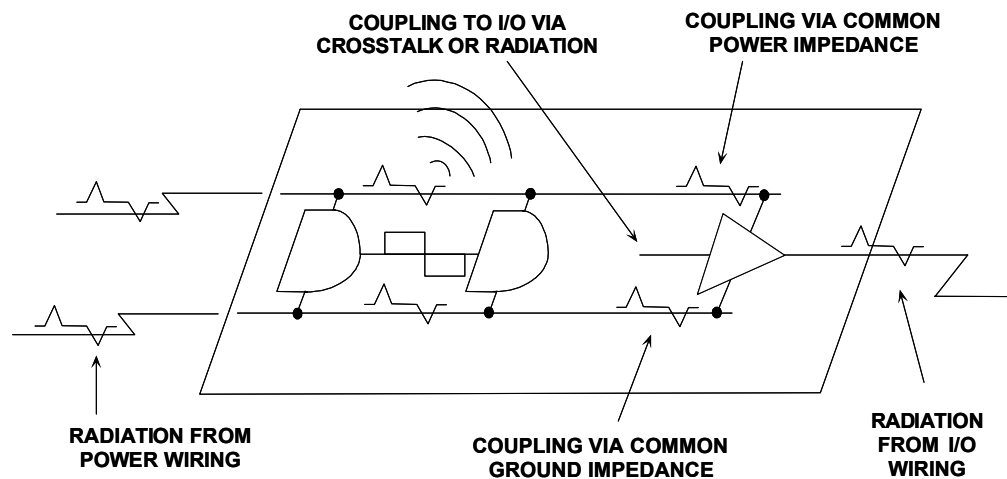 COUPLING TO I/O VIA
CROSSTALK OR RADIATION
COUPLING VIA COMMON
POWER IMPEDANCE
RADIATION FROM
POWER WIRING
COUPLING VIA COMMON
GROUND IMPEDANCE
RADIATION
FROM I/O
WIRING